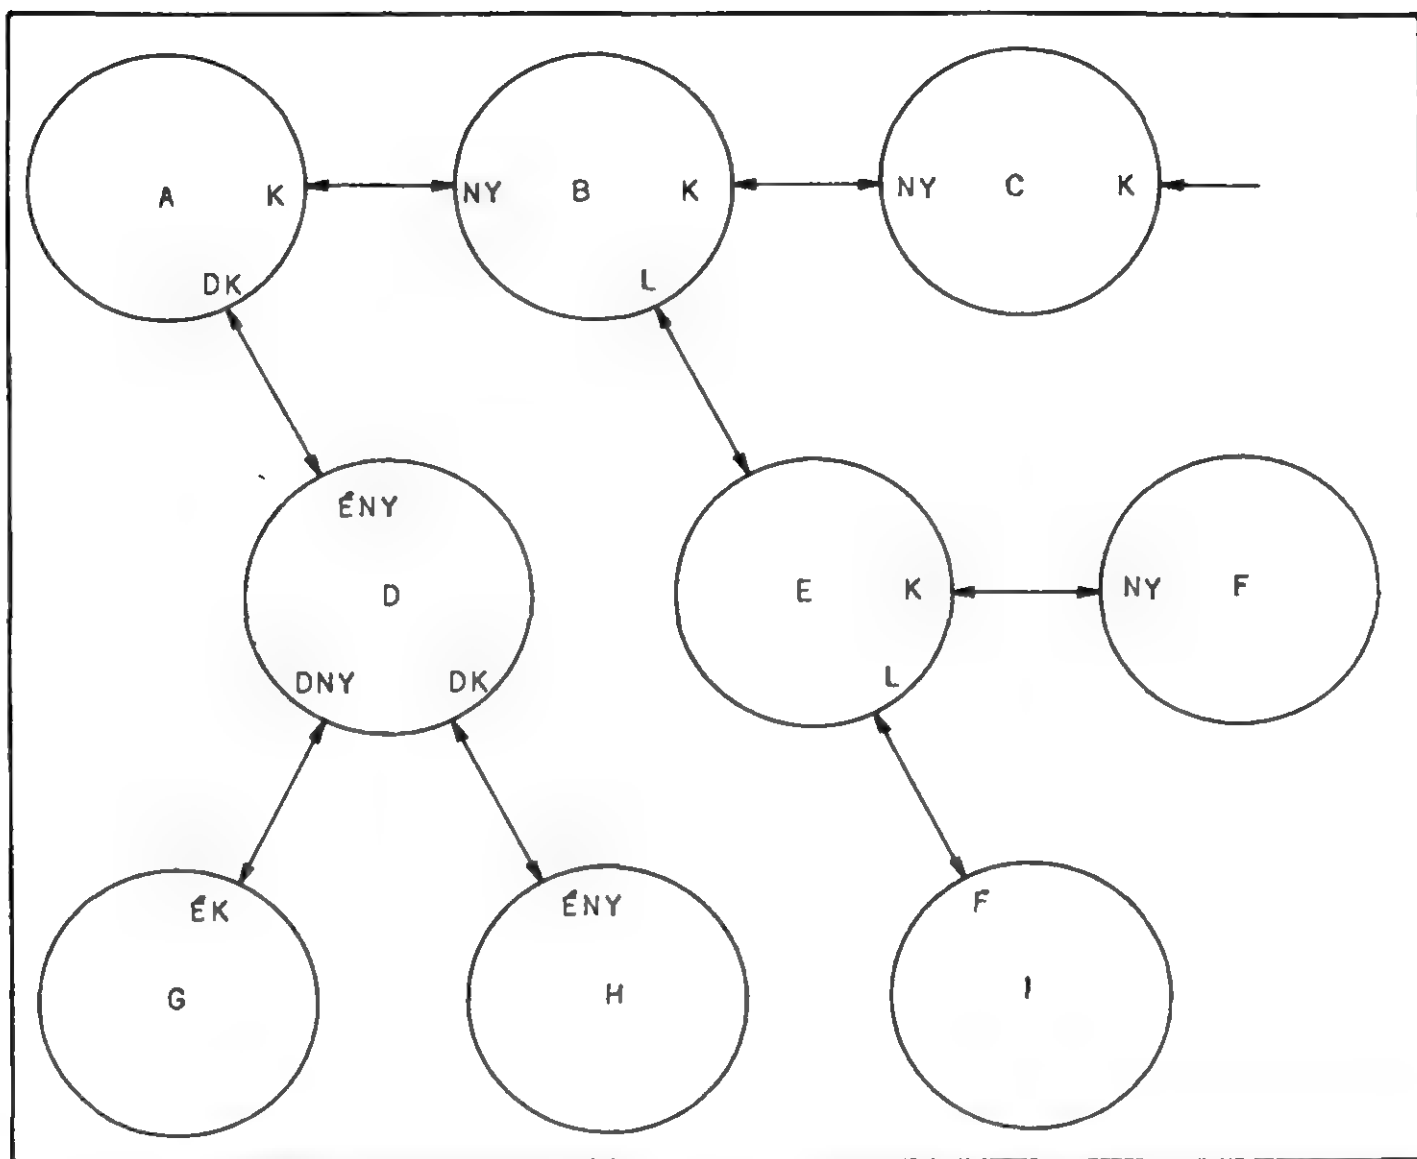 A K NY B K NY C K
DK L
ÉNY
D E K NY F
DNY DK L
ÉK ÉNY F
G H I